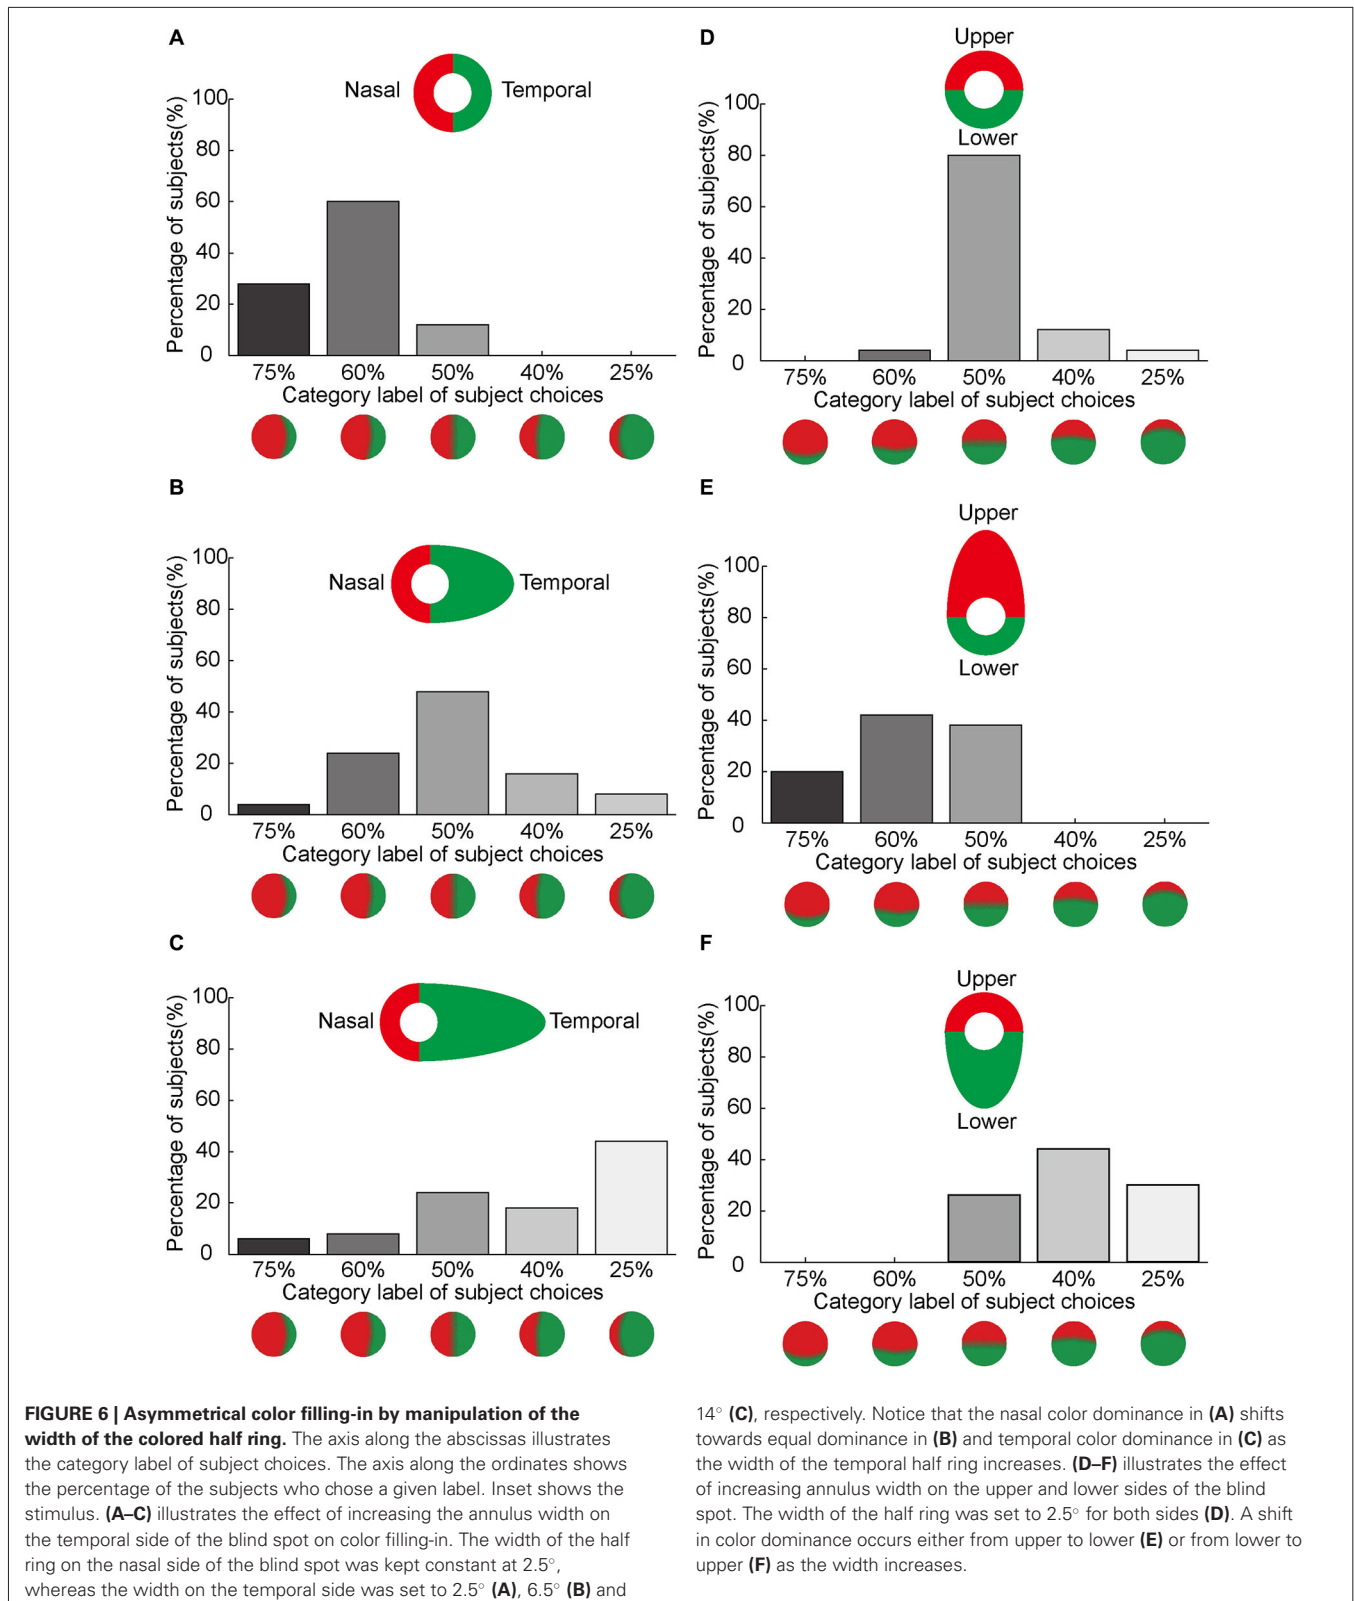 A
Nasal
Temporal
Percentage of subjects(%)
100
80
60
40
20
0
75% 60% 50% 40% 25%
Category label of subject choices
B
Nasal
Temporal
Percentage of subjects(%)
100
80
60
40
20
0
75% 60% 50% 40% 25%
Category label of subject choices
C
Nasal
Temporal
Percentage of subjects(%)
100
80
60
40
20
0
75% 60% 50% 40% 25%
Category label of subject choices
D
Upper
Lower
Percentage of subjects(%)
100
80
60
40
20
0
75% 60% 50% 40% 25%
Category label of subject choices
E
Upper
Lower
Percentage of subjects(%)
100
80
60
40
20
0
75% 60% 50% 40% 25%
Category label of subject choices
F
Upper
Lower
Percentage of subjects(%)
100
80
60
40
20
0
75% 60% 50% 40% 25%
Category label of subject choices
FIGURE 6 | Asymmetrical color filling-in by manipulation of the
width of the colored half ring. The axis along the abscissas illustrates
the category label of subject choices. The axis along the ordinates shows
the percentage of the subjects who chose a given label. Inset shows the
stimulus. (A–C) illustrates the effect of increasing the annulus width on
the temporal side of the blind spot on color filling-in. The width of the half
ring on the nasal side of the blind spot was kept constant at 2.5°,
whereas the width on the temporal side was set to 2.5° (A), 6.5° (B) and
14° (C), respectively. Notice that the nasal color dominance in (A) shifts
towards equal dominance in (B) and temporal color dominance in (C) as
the width of the temporal half ring increases. (D–F) illustrates the effect
of increasing annulus width on the upper and lower sides of the blind
spot. The width of the half ring was set to 2.5° for both sides (D). A shift
in color dominance occurs either from upper to lower (E) or from lower to
upper (F) as the width increases.